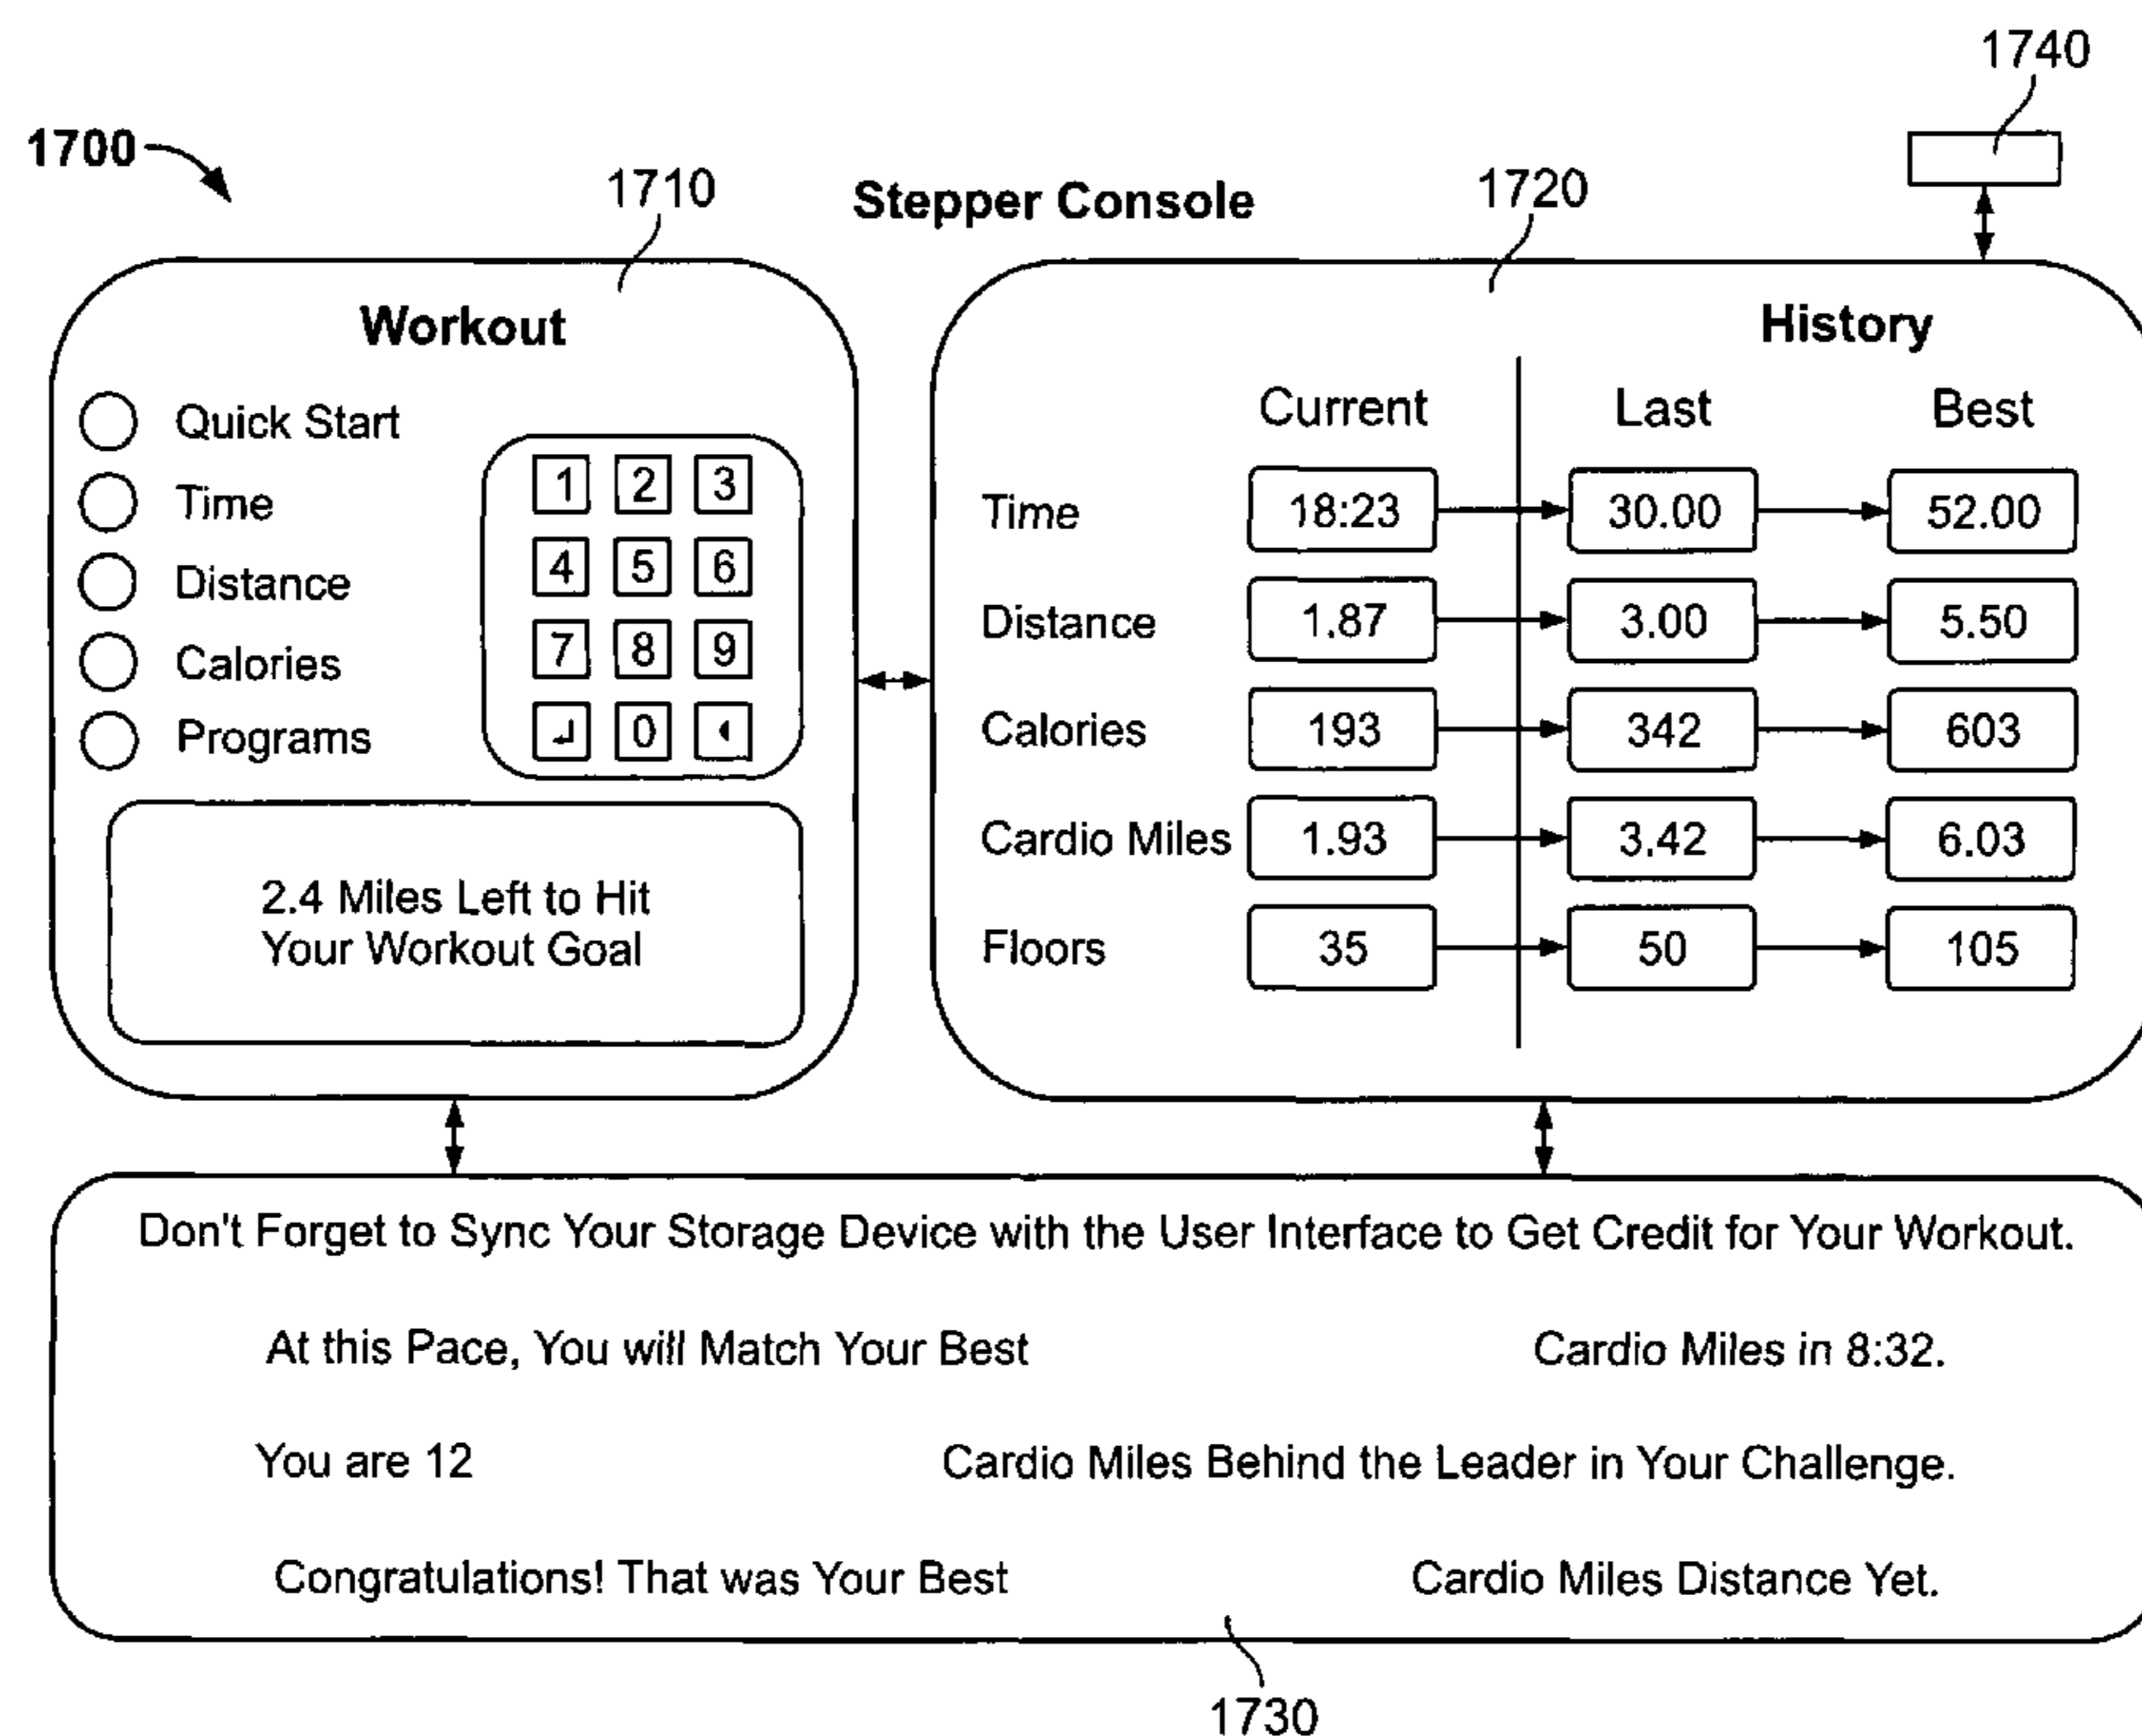 1740
1700
1710
Stepper Console
1720
Workout
Quick Start
Time
Distance
Calories
Programs
1 2 3
4 5 6
7 8 9
0
2.4 Miles Left to Hit
Your Workout Goal
History
Current Last Best
Time 18:23 30.00 52.00
Distance 1.87 3.00 5.50
Calories 193 342 603
Cardio Miles 1.93 3.42 6.03
Floors 35 50 105
Don't Forget to Sync Your Storage Device with the User Interface to Get Credit for Your Workout.
At this Pace, You will Match Your Best Cardio Miles in 8:32.
You are 12 Cardio Miles Behind the Leader in Your Challenge.
Congratulations! That was Your Best Cardio Miles Distance Yet.
1730